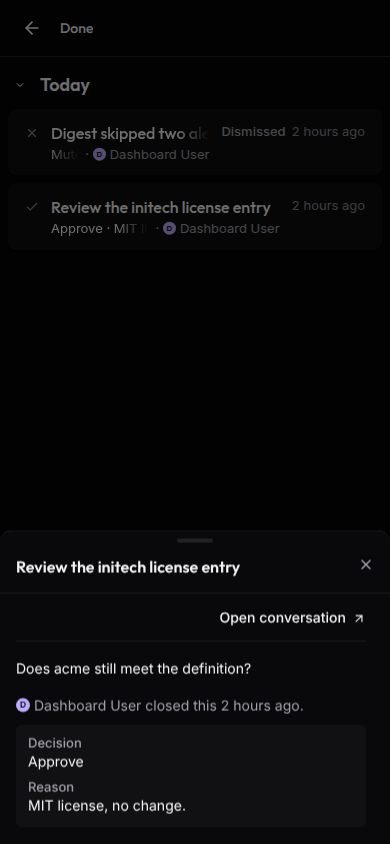 Done
Today
Digest skipped two Dismissed 2 hours ago
D Dashboard User
Review the initech license entry 2 hours ago
Approve · MIT · D Dashboard User
Review the initech license entry
Open conversation
Does acme still meet the definition?
D Dashboard User closed this 2 hours ago.
Decision
Approve
Reason
MIT license, no change.